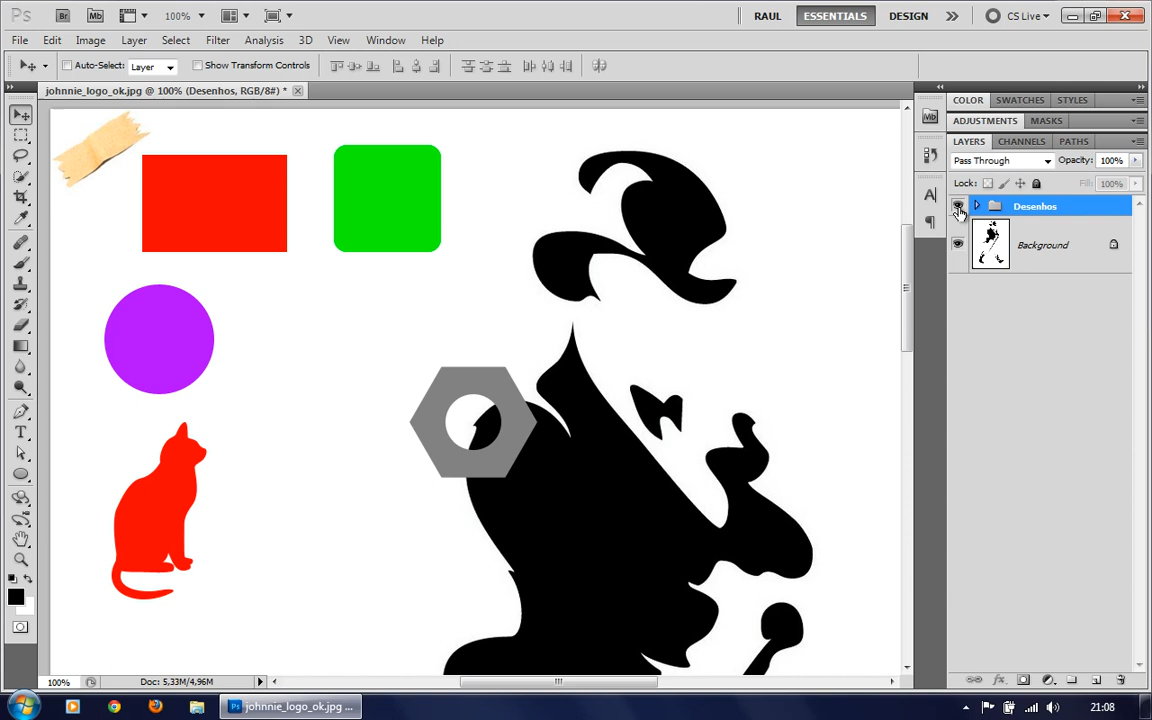 Ps Br Mb 100% RAUL ESSENTIALS DESIGN CS Live
File Edit Image Layer Select Filter Analysis 3D View Window Help
Auto-Select: Layer Show Transform Controls
johnnie_logo_ok.jpg @ 100% (Desenhos, RGB/8#) *
COLOR SWATCHES STYLES
Mb
ADJUSTMENTS MASKS
LAYERS CHANNELS PATHS
Pass Through Opacity: 100%
Lock: Fill: 100%
A
Desenhos
Background
T
fx
100% Doc: 5,33M/4,96M
Ps johnnie_logo_ok.jpg ... 21:08